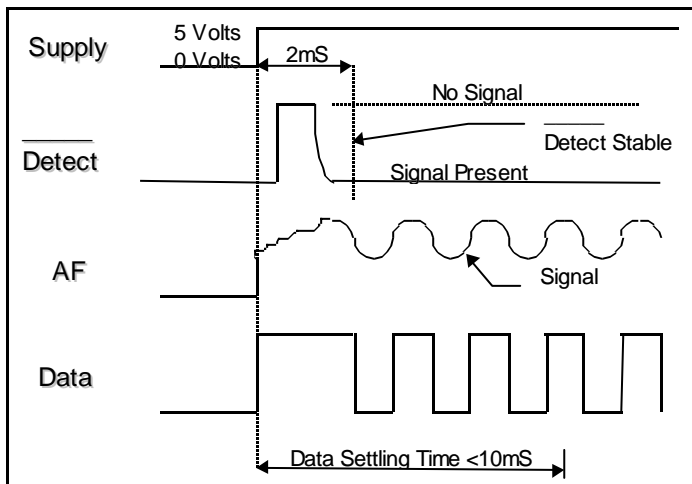 Supply
5 Volts
0 Volts
2mS
No Signal
Detect
Detect Stable
Signal Present
AF
Signal
Data
Data Settling Time <10mS